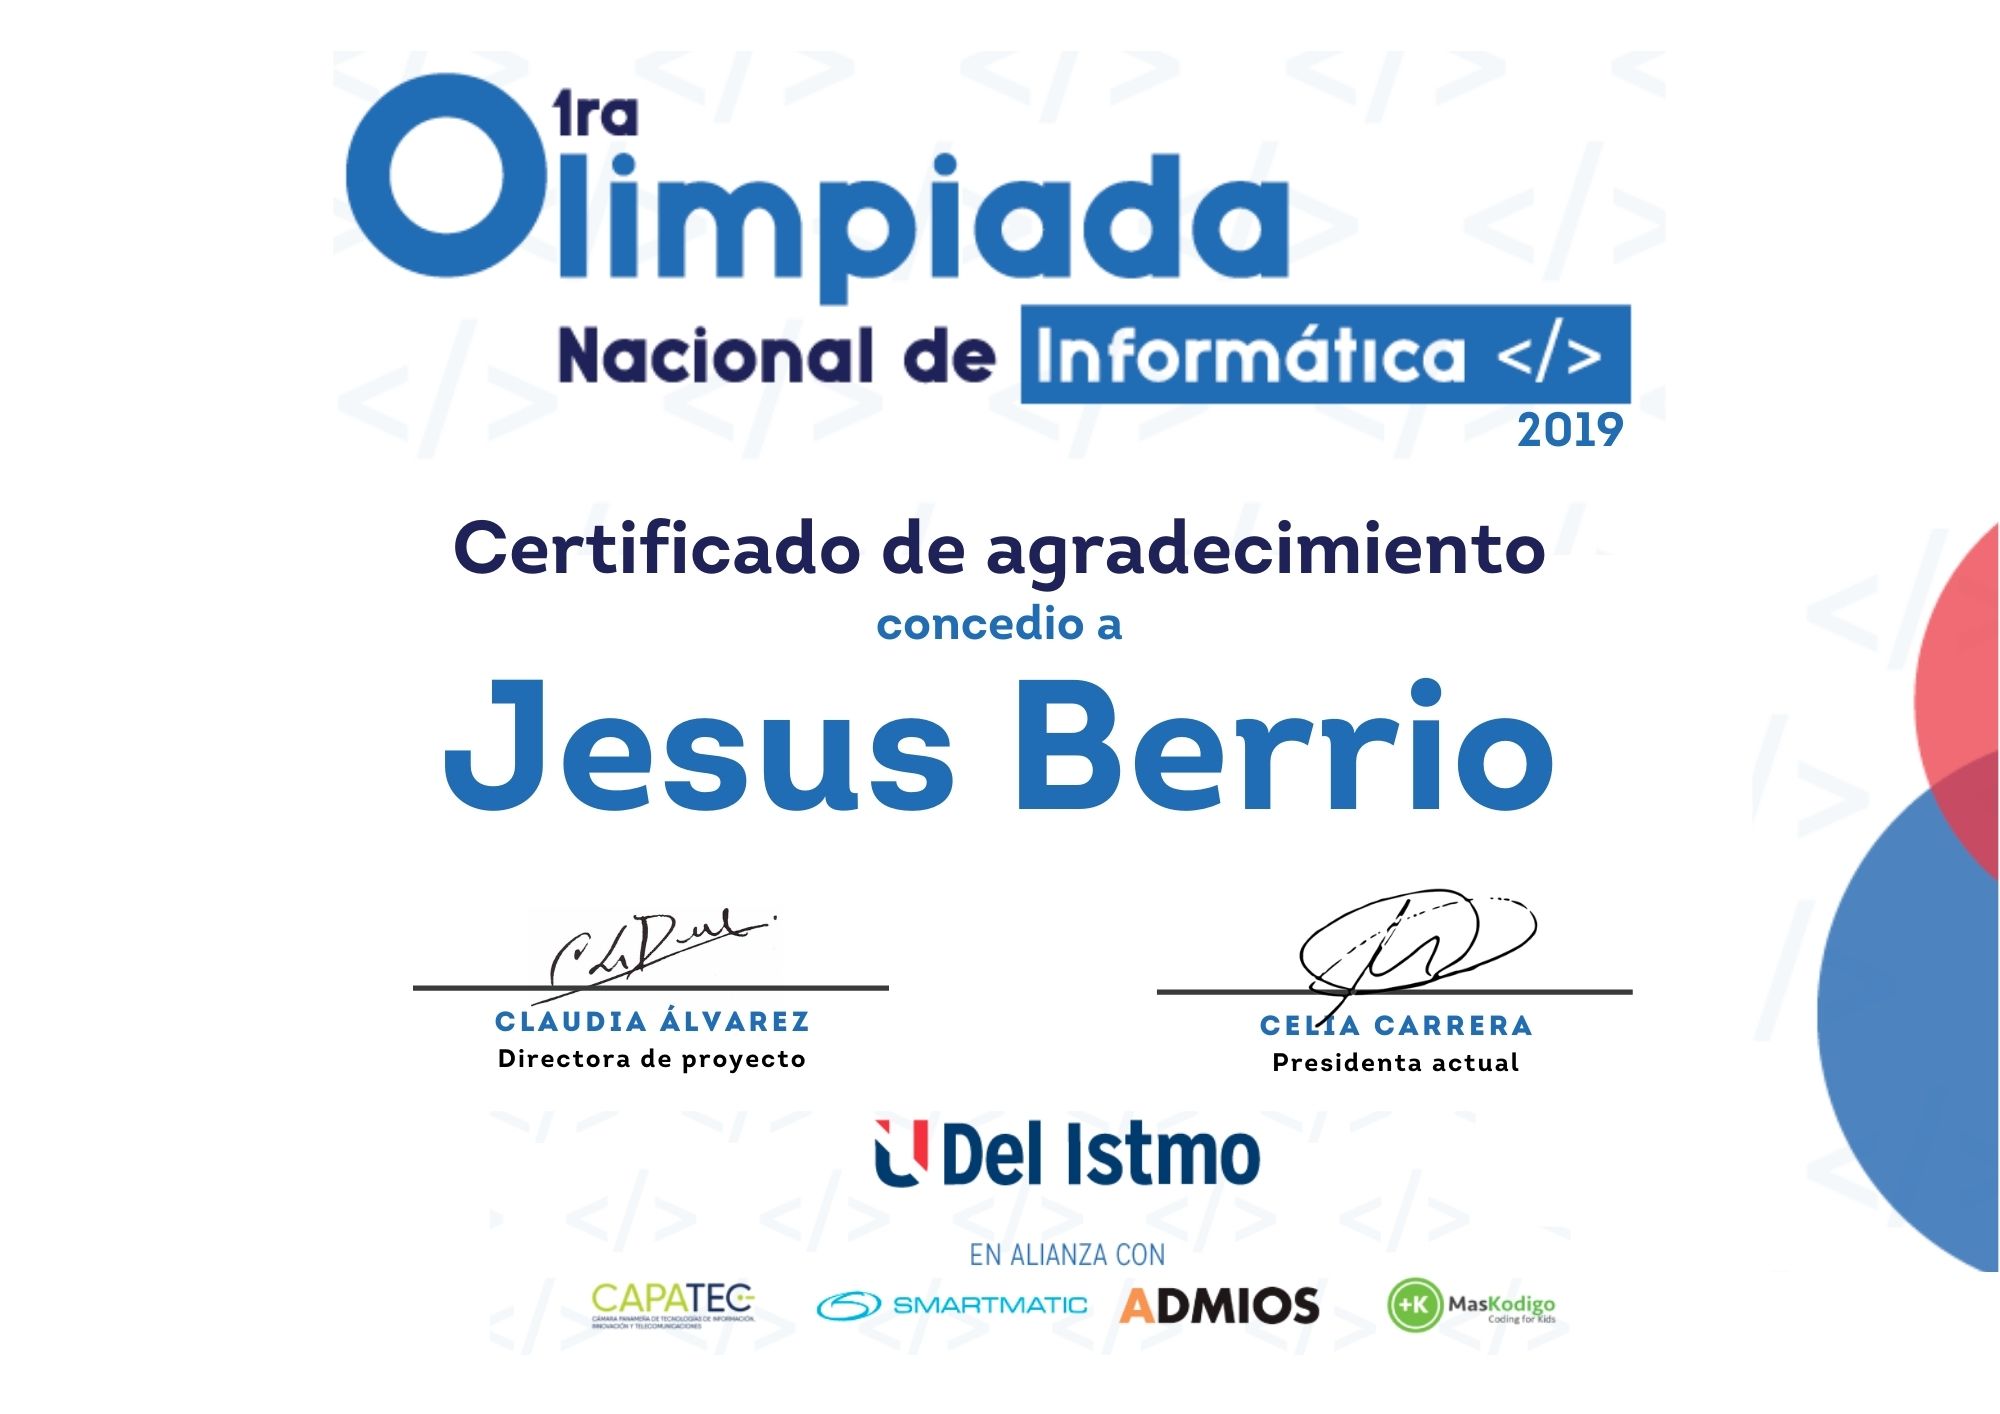 1ra
Olimpiada
Nacional de Informática </>
2019
Certificado de agradecimiento
concedio a
Jesus Berrio
CLAUDIA ÁLVAREZ
Directora de proyecto
CELIA CARRERA
Presidenta actual
U Del Istmo
EN ALIANZA CON
CAPATEC
CÁMARA PANAMEÑA DE TECNOLOGÍAS DE INFORMACIÓN,
INNOVACIÓN Y TELECOMUNICACIONES
SMARTMATIC
ADMIOS
+K MasKodigo
Coding for Kids